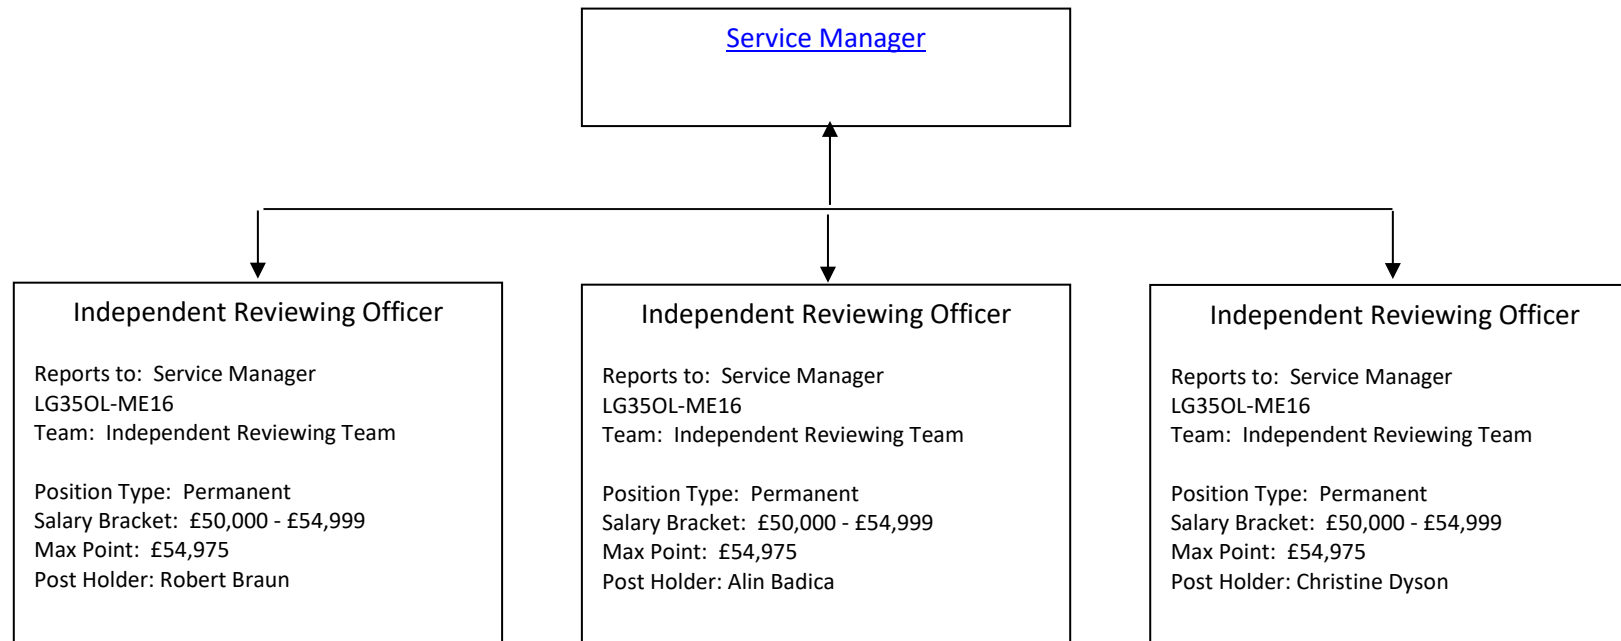 Service Manager
Independent Reviewing Officer
Reports to:  Service Manager
LG35OL-ME16
Team:  Independent Reviewing Team
Position Type:  Permanent
Salary Bracket:  £50,000 - £54,999
Max Point:  £54,975
Post Holder: Robert Braun
Independent Reviewing Officer
Reports to:  Service Manager
LG35OL-ME16
Team:  Independent Reviewing Team
Position Type:  Permanent
Salary Bracket:  £50,000 - £54,999
Max Point:  £54,975
Post Holder: Alin Badica
Independent Reviewing Officer
Reports to:  Service Manager
LG35OL-ME16
Team:  Independent Reviewing Team
Position Type:  Permanent
Salary Bracket:  £50,000 - £54,999
Max Point:  £54,975
Post Holder: Christine Dyson